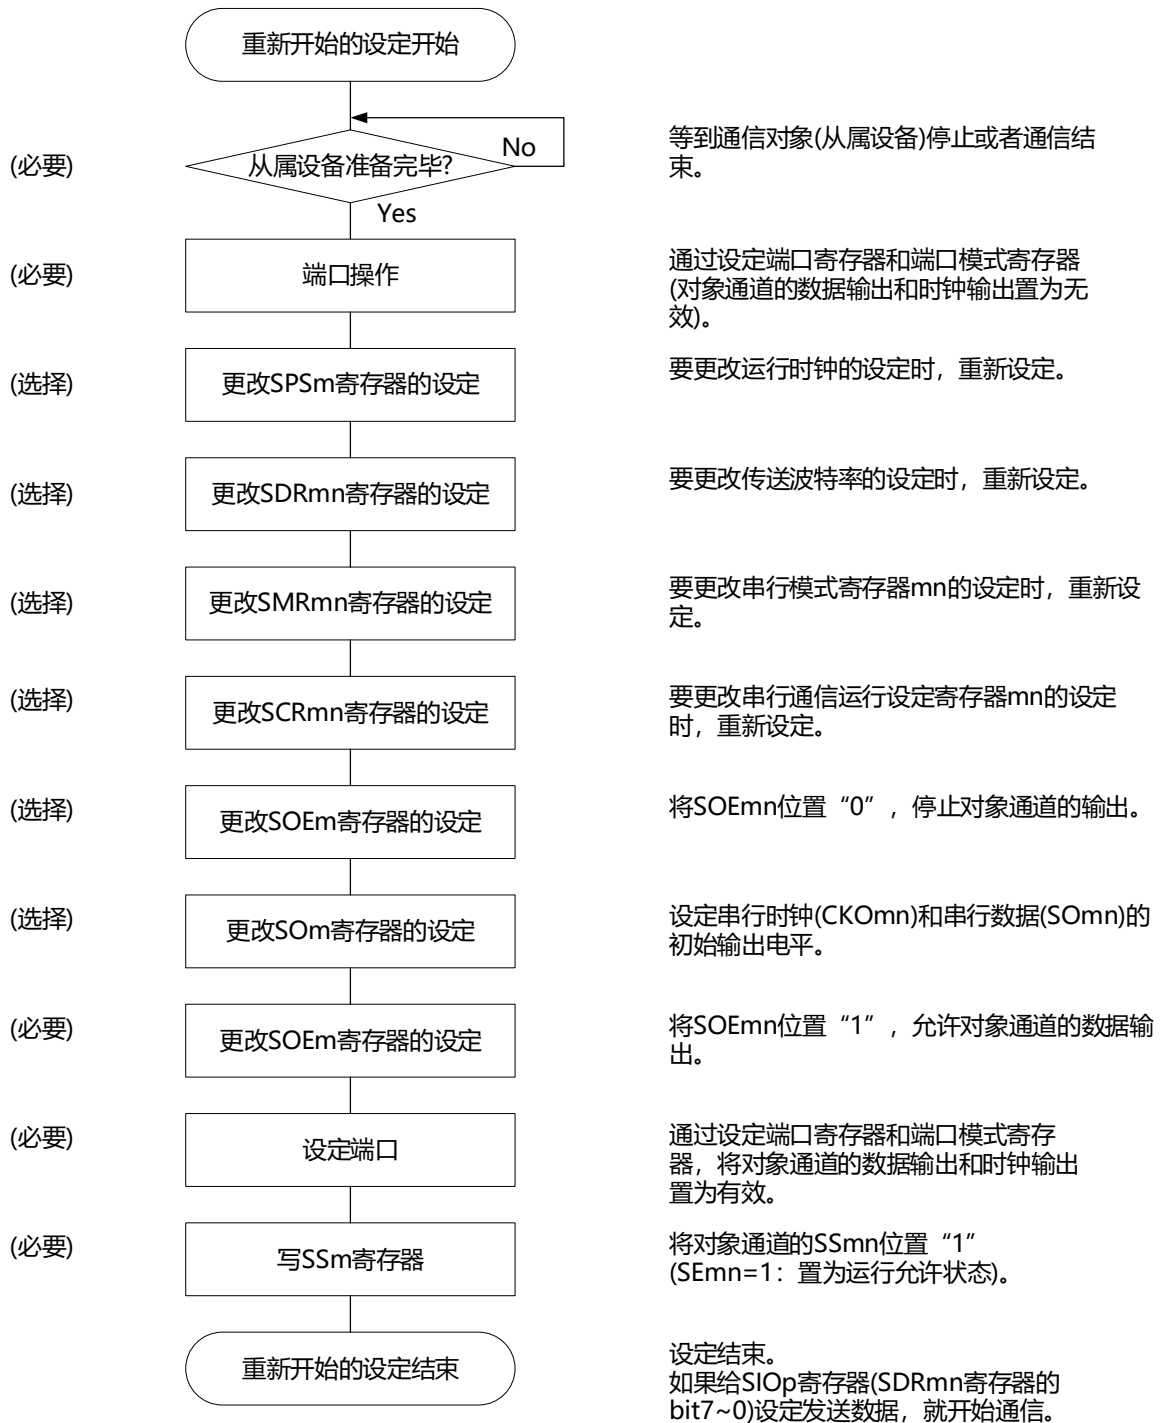 重新开始的设定开始
(必要)
从属设备准备完毕?
No
Yes
等到通信对象(从属设备)停止或者通信结
束。
(必要)
端口操作
通过设定端口寄存器和端口模式寄存器
(对象通道的数据输出和时钟输出置为无
效)。
(选择)
更改SPSm寄存器的设定
要更改运行时钟的设定时，重新设定。
(选择)
更改SDRmn寄存器的设定
要更改传送波特率的设定时，重新设定。
(选择)
更改SMRmn寄存器的设定
要更改串行模式寄存器mn的设定时，重新设
定。
(选择)
更改SCRmn寄存器的设定
要更改串行通信运行设定寄存器mn的设定
时，重新设定。
(选择)
更改SOEm寄存器的设定
将SOEmn位置“0”，停止对象通道的输出。
(选择)
更改SOm寄存器的设定
设定串行时钟(CKOmn)和串行数据(SOmn)的
初始输出电平。
(必要)
更改SOEm寄存器的设定
将SOEmn位置“1”，允许对象通道的数据输
出。
(必要)
设定端口
通过设定端口寄存器和端口模式寄存
器，将对象通道的数据输出和时钟输出
置为有效。
(必要)
写SSm寄存器
将对象通道的SSmn位置“1”
(SEmn=1：置为运行允许状态)。
重新开始的设定结束
设定结束。
如果给SIOp寄存器(SDRmn寄存器的
bit7~0)设定发送数据，就开始通信。